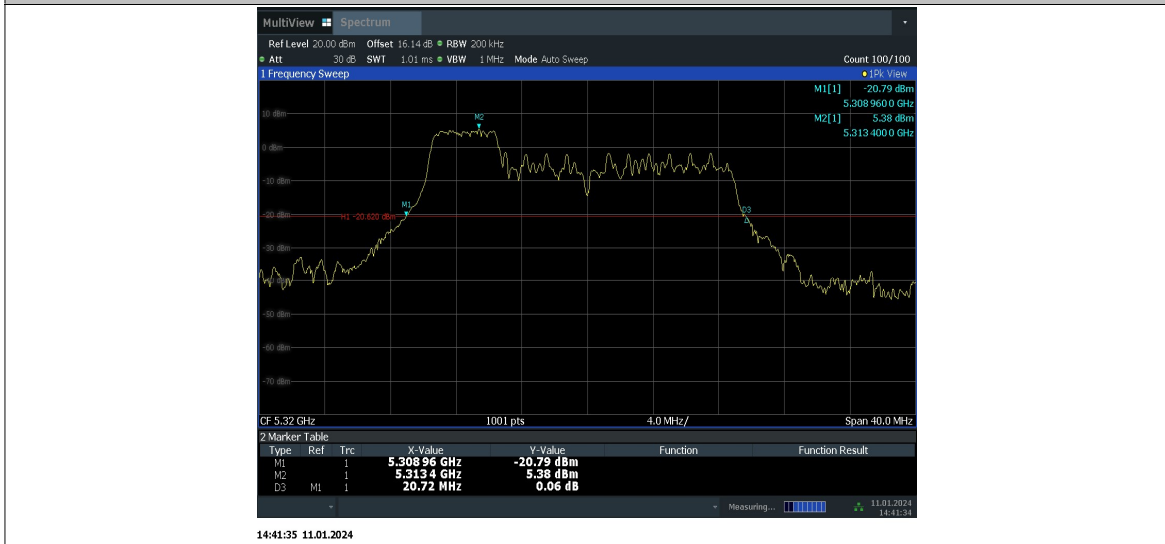 MultiView Spectrum
Ref Level 20.00 dBm Offset 16.14 dB RBW 200 kHz
Att 30 dB SWT 1.01 ms VBW 1 MHz Mode Auto Sweep Count 100/100
1 Frequency Sweep 1Pk View
M1[1] -20.79 dBm
5.308 960 0 GHz
M2[1] 5.38 dBm
5.313 400 0 GHz
10 dBm
M2
0 dBm
-10 dBm
M1
D3
-20 dBm H1 -20.620 dBm
-30 dBm
-40 dBm
-50 dBm
-60 dBm
-70 dBm
CF 5.32 GHz 1001 pts 4.0 MHz/ Span 40.0 MHz
2 Marker Table
Type Ref Trc X-Value Y-Value Function Function Result
M1 1 5.308 96 GHz -20.79 dBm
M2 1 5.313 4 GHz 5.38 dBm
D3 M1 1 20.72 MHz 0.06 dB
Measuring... 11.01.2024
14:41:34
14:41:35 11.01.2024